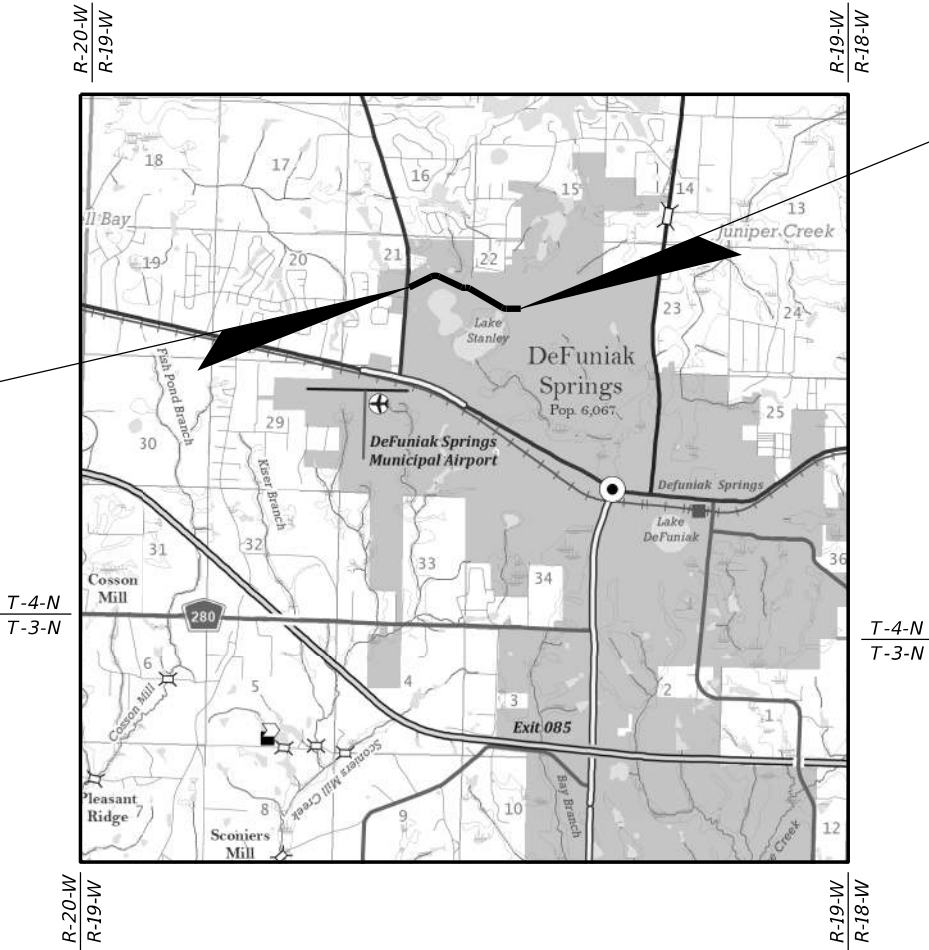 R-20-W
R-19-W
R-19-W
R-18-W
18
17
16
15
14
13
ll Bay
Juniper Creek
19
20
21
22
23
24
Lake
Stanley
DeFuniak
Springs
Pop. 6,067
Fish Pond Branch
30
29
25
DeFuniak Springs
Municipal Airport
Kiser Branch
Defuniak Springs
Lake
DeFuniak
31
32
33
34
36
Cosson
Mill
T-4-N
T-3-N
280
T-4-N
T-3-N
6
5
4
3
2
1
Cosson Mill
Exit 085
Sconiers Mill Creek
Pleasant
Ridge
7
8
9
10
12
Bay Branch
e Creek
Sconiers
Mill
R-20-W
R-19-W
R-19-W
R-18-W